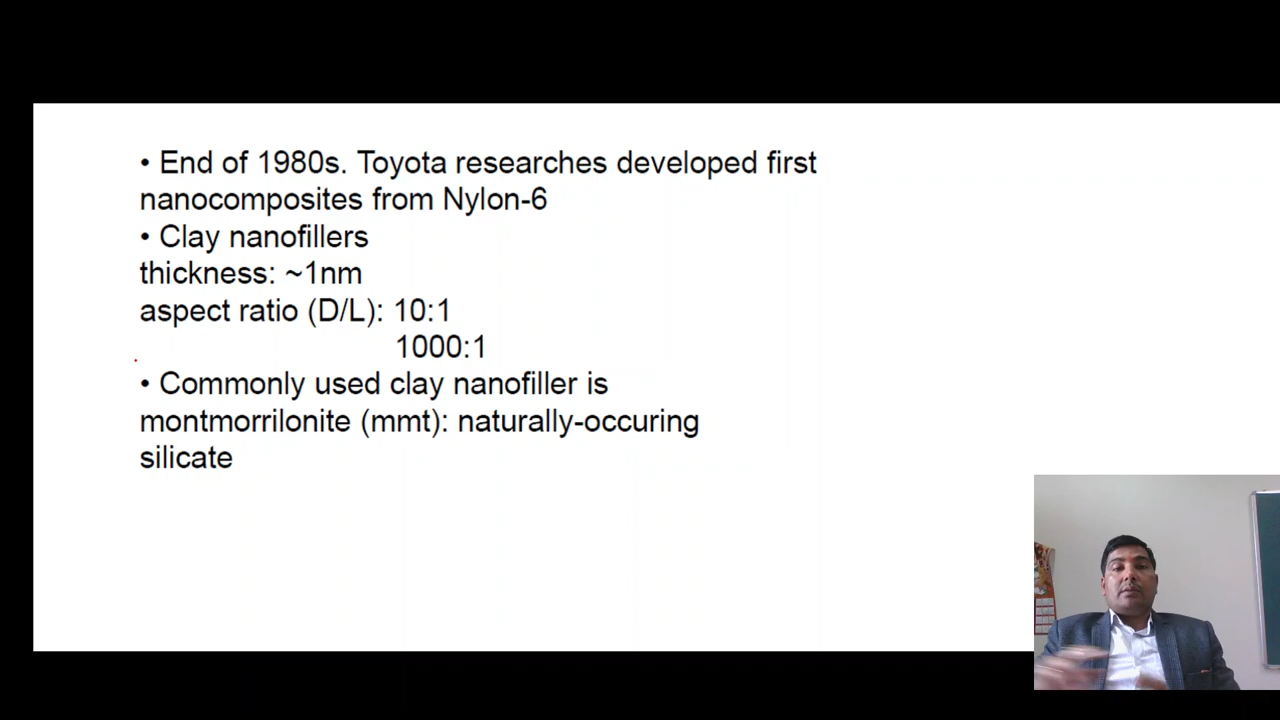 • End of 1980s. Toyota researches developed first
nanocomposites from Nylon-6
• Clay nanofillers
thickness: ~1nm
aspect ratio (D/L): 10:1
1000:1
• Commonly used clay nanofiller is
montmorrilonite (mmt): naturally-occuring
silicate